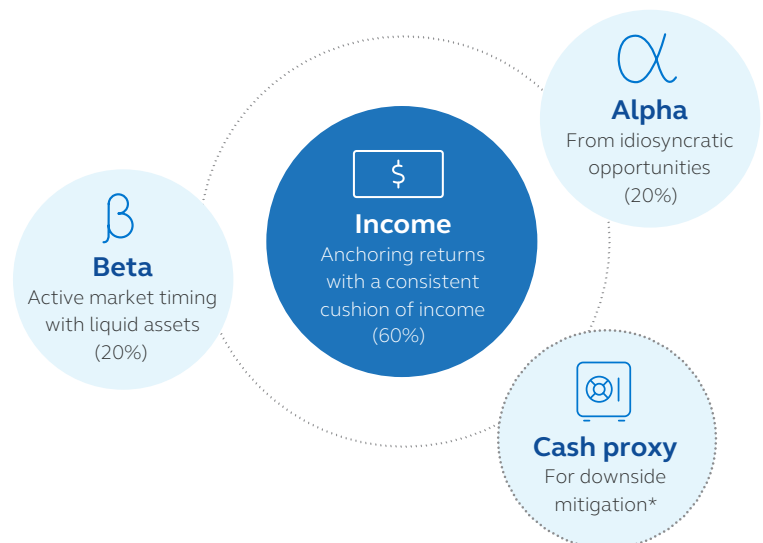 α
Alpha
From idiosyncratic
opportunities
(20%)
$
Income
Anchoring returns
with a consistent
cushion of income
(60%)
β
Beta
Active market timing
with liquid assets
(20%)
Cash proxy
For downside
mitigation*